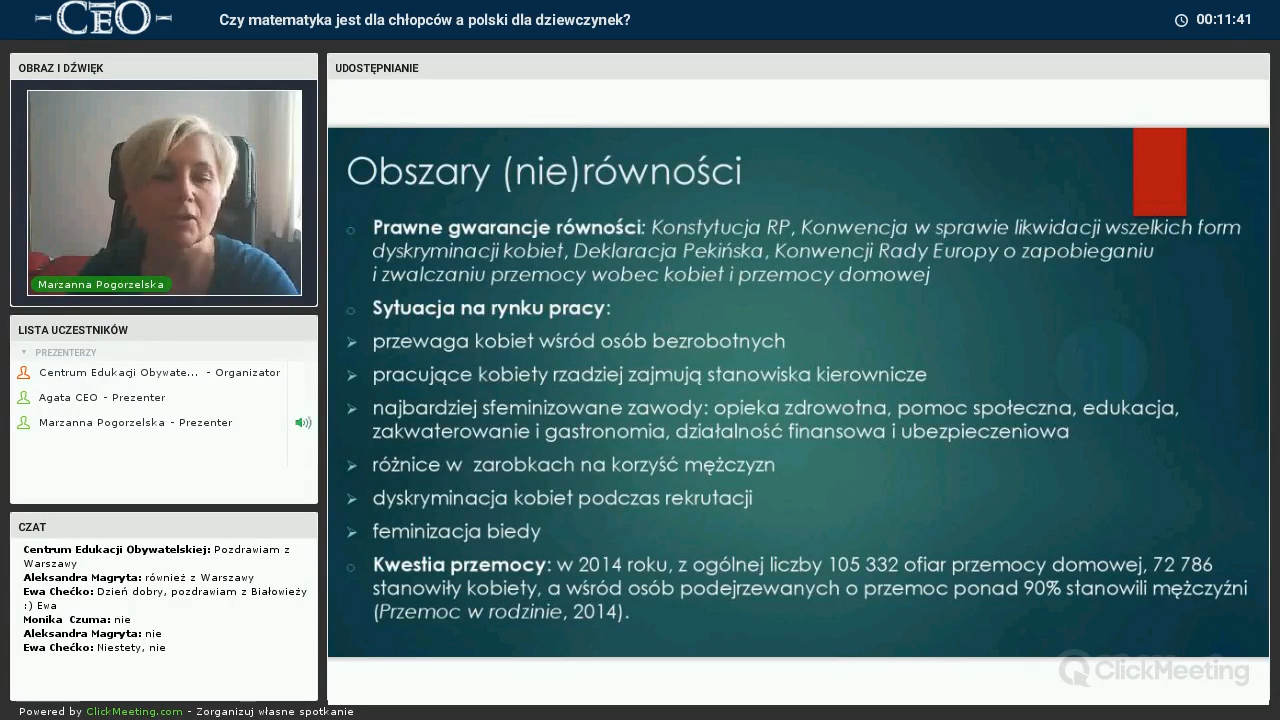 CEO
Czy matematyka jest dla chłopców a polski dla dziewczynek?
00:11:41
OBRAZ I DŹWIĘK
Marzanna Pogorzelska
LISTA UCZESTNIKÓW
PREZENTERZY
Centrum Edukacji Obywate... - Organizator
Agata CEO - Prezenter
Marzanna Pogorzelska - Prezenter
CZAT
Centrum Edukacji Obywatelskiej: Pozdrawiam z
Warszawy
Aleksandra Magryta: również z Warszawy
Ewa Chećko: Dzień dobry, pozdrawiam z Białowieży
:) Ewa
Monika Czuma: nie
Aleksandra Magryta: nie
Ewa Chećko: Niestety, nie
UDOSTĘPNIANIE
Obszary (nie)równości
Prawne gwarancje równości: Konstytucja RP, Konwencja w sprawie likwidacji wszelkich form
dyskryminacji kobiet, Deklaracja Pekińska, Konwencji Rady Europy o zapobieganiu
i zwalczaniu przemocy wobec kobiet i przemocy domowej
Sytuacja na rynku pracy:
przewaga kobiet wśród osób bezrobotnych
pracujące kobiety rzadziej zajmują stanowiska kierownicze
najbardziej sfeminizowane zawody: opieka zdrowotna, pomoc społeczna, edukacja,
zakwaterowanie i gastronomia, działalność finansowa i ubezpieczeniowa
różnice w zarobkach na korzyść mężczyzn
dyskryminacja kobiet podczas rekrutacji
feminizacja biedy
Kwestia przemocy: w 2014 roku, z ogólnej liczby 105 332 ofiar przemocy domowej, 72 786
stanowiły kobiety, a wśród osób podejrzewanych o przemoc ponad 90% stanowili mężczyźni
(Przemoc w rodzinie, 2014).
ClickMeeting
Powered by ClickMeeting.com - Zorganizuj własne spotkanie